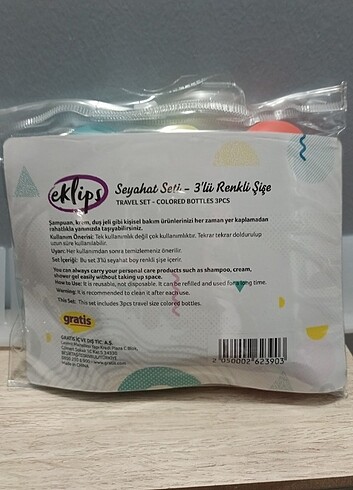 eklips
Seyahat Seti - 3'lü Renkli Şişe
TRAVEL SET - COLORED BOTTLES 3PCS
Şampuan, krem, duş jeli gibi kişisel bakım ürünlerinizi her zaman yer kaplamadan
rahatlıkla yanınızda taşıyabilirsiniz.
Kullanım Önerisi: Tek kullanımlık değil çok kullanımlıktır. Tekrar tekrar doldurulup
uzun süre kullanılabilir.
Uyarı: Her kullanımdan sonra temizlemeniz önerilir.
Set İçeriği: Bu set 3'lü seyahat boy renkli şişe içerir.
You can always carry your personal care products such as shampoo, cream,
shower gel easily without taking up space.
How to Use: It is reusable, not disposable. It can be refilled and used for a long time.
Warning: It is recommended to clean it after each use.
This Set: This set includes 3pcs travel size colored bottles.
gratis
GRATİS İÇ VE DIŞ TİC. A.Ş.
www.gratis.com
Made in CHINA
2 050002 623903